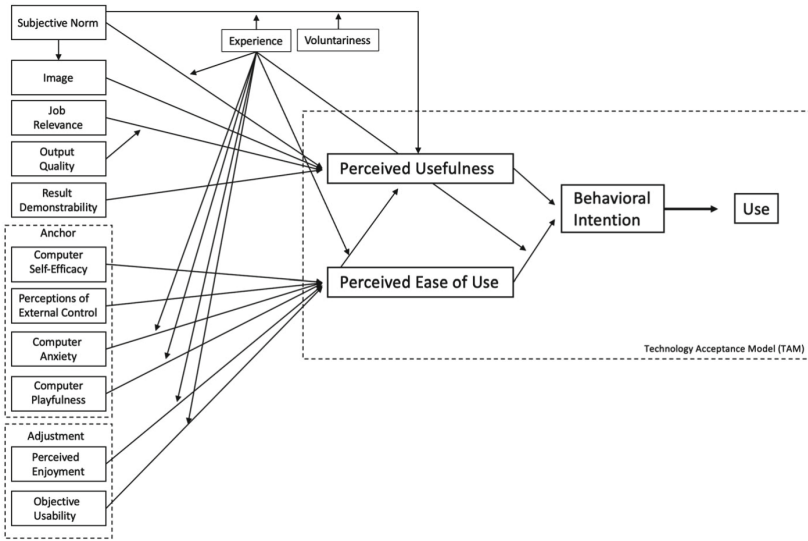 Subjective Norm
Experience
Voluntariness
Image
Job
Relevance
Output
Quality
Result
Demonstrability
Anchor
Computer
Self-Efficacy
Perceptions of
External Control
Computer
Anxiety
Computer
Playfulness
Adjustment
Perceived
Enjoyment
Objective
Usability
Perceived Usefulness
Perceived Ease of Use
Behavioral
Intention
Use
Technology Acceptance Model (TAM)